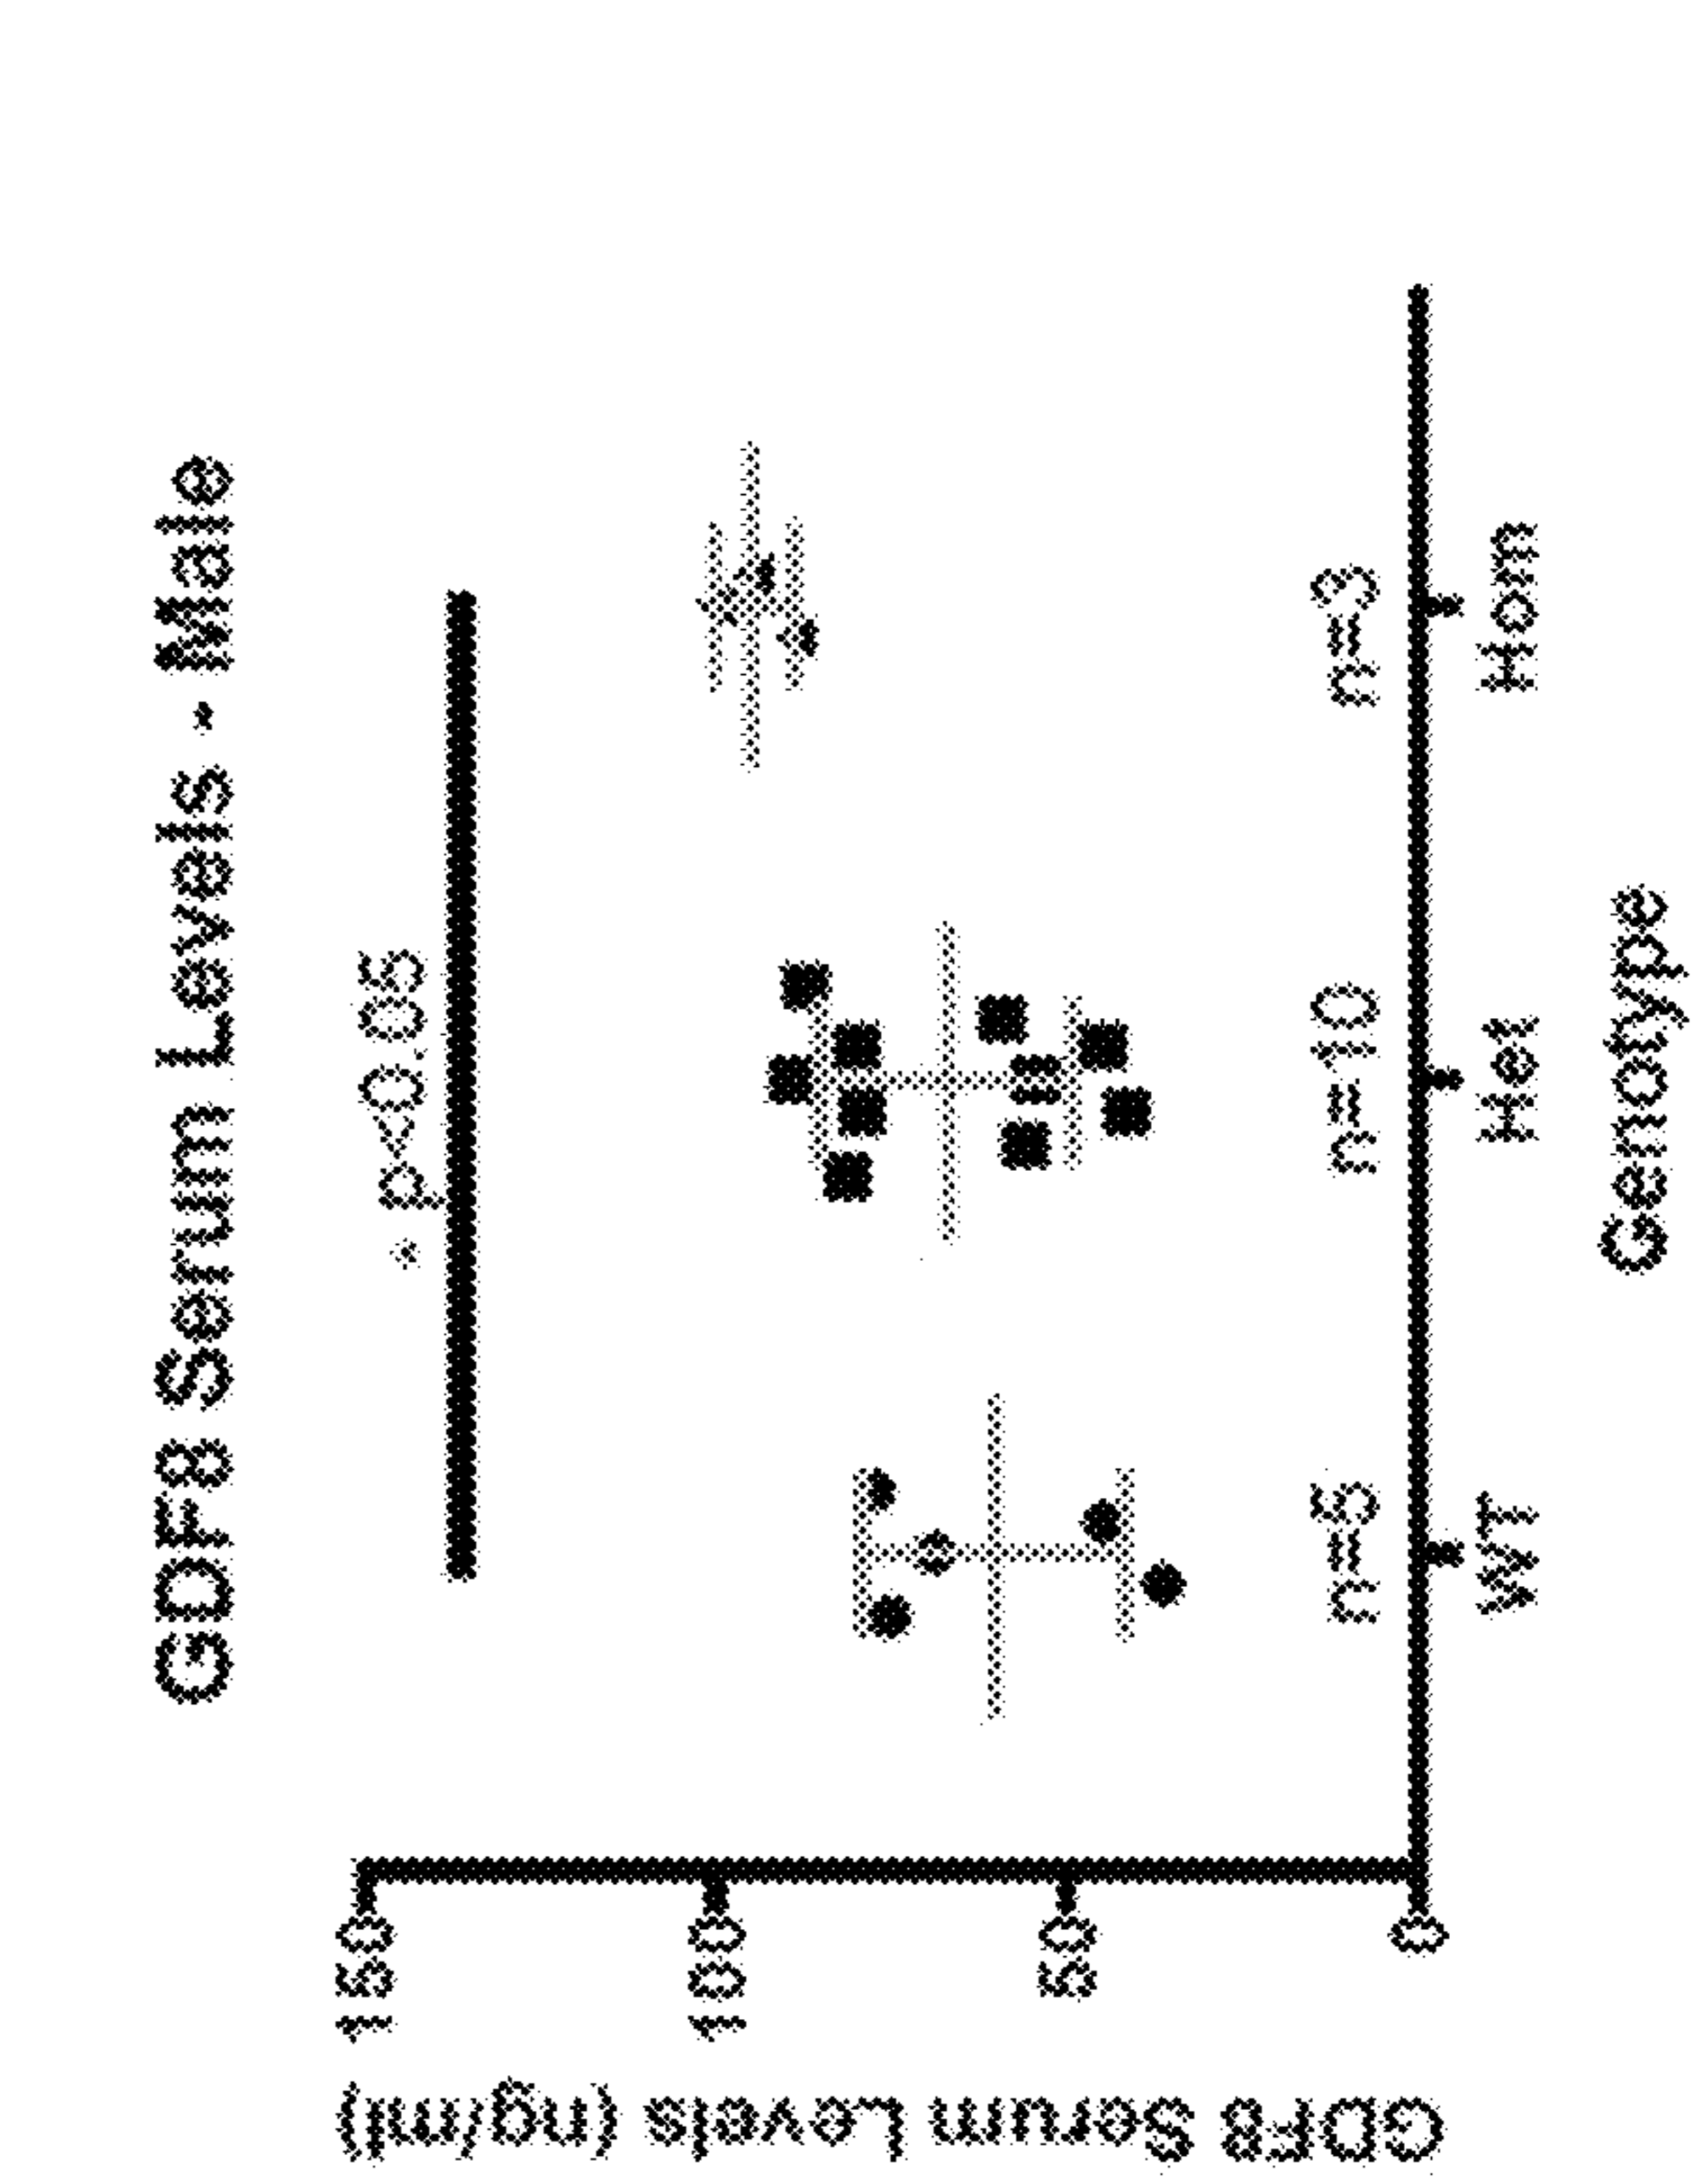 GDF8 Serum Levels - Male
* p<0.05
GDF8 Serum Levels (ng/ml)
150
100
50
0
n=5
n=10
n=3
WT
Het
Hom
Genotype